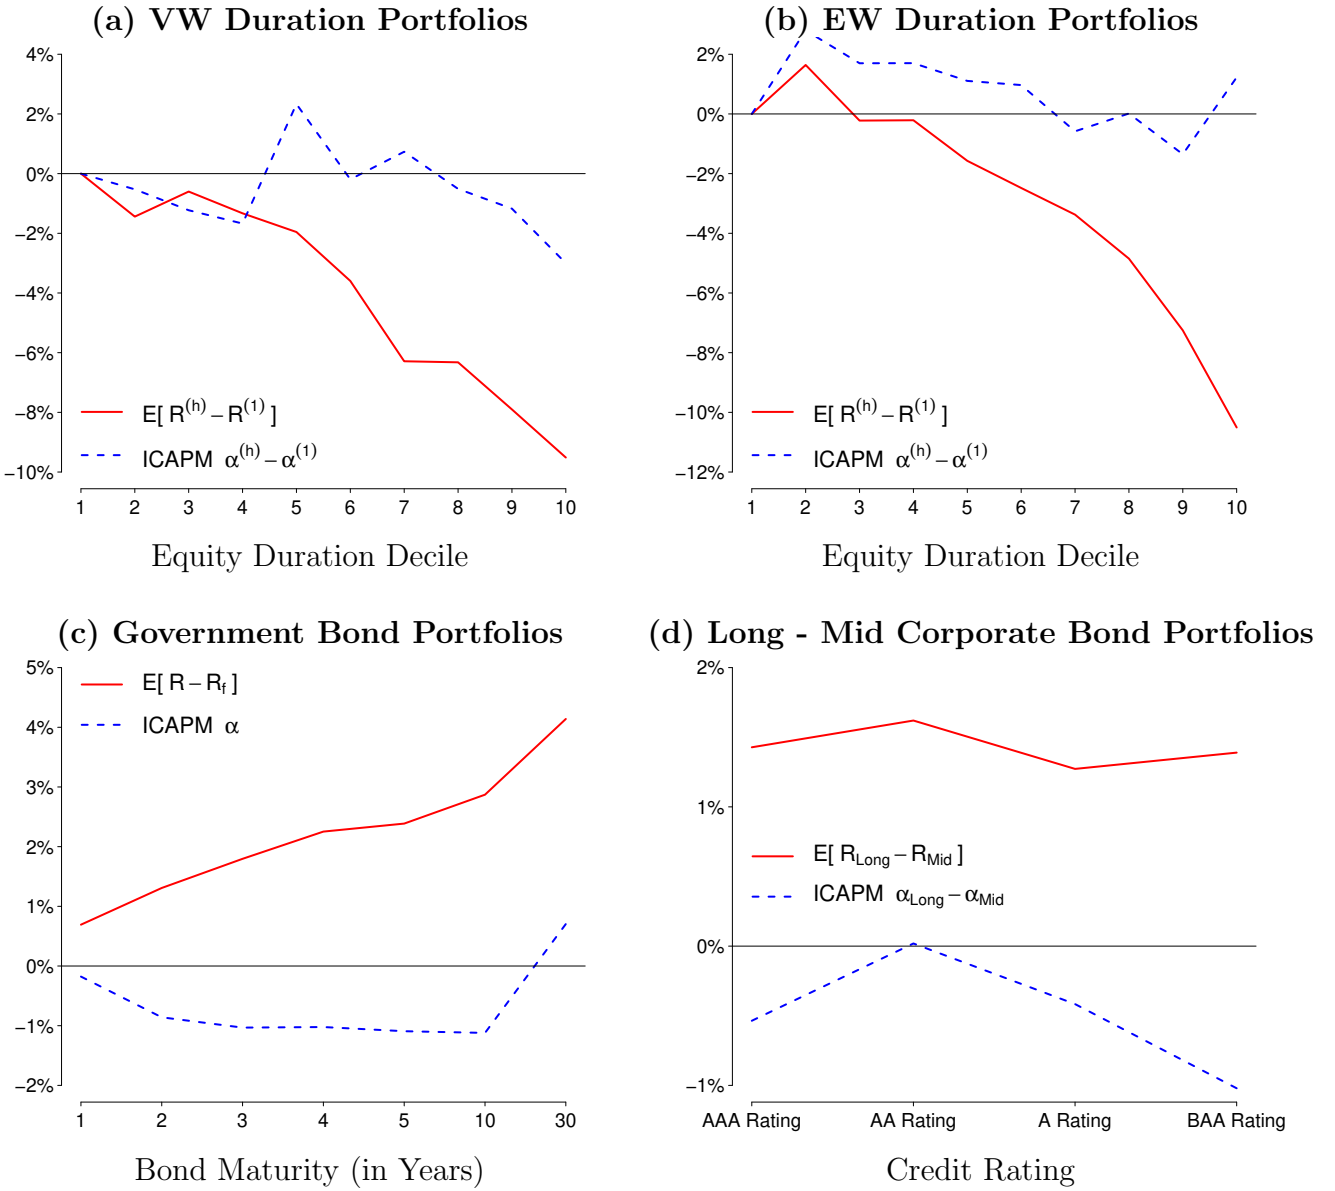 (a) VW Duration Portfolios
4%
2%
0%
−2%
−4%
−6%
−8%
−10%
E[ R(h) − R(1) ]
ICAPM α(h) − α(1)
1 2 3 4 5 6 7 8 9 10
Equity Duration Decile
(b) EW Duration Portfolios
2%
0%
−2%
−4%
−6%
−8%
−10%
−12%
E[ R(h) − R(1) ]
ICAPM α(h) − α(1)
1 2 3 4 5 6 7 8 9 10
Equity Duration Decile
(c) Government Bond Portfolios
5%
4%
3%
2%
1%
0%
−1%
−2%
E[ R − Rf ]
ICAPM α
1 2 3 4 5 10 30
Bond Maturity (in Years)
(d) Long - Mid Corporate Bond Portfolios
2%
1%
0%
−1%
E[ RLong − RMid ]
ICAPM αLong − αMid
AAA Rating AA Rating A Rating BAA Rating
Credit Rating